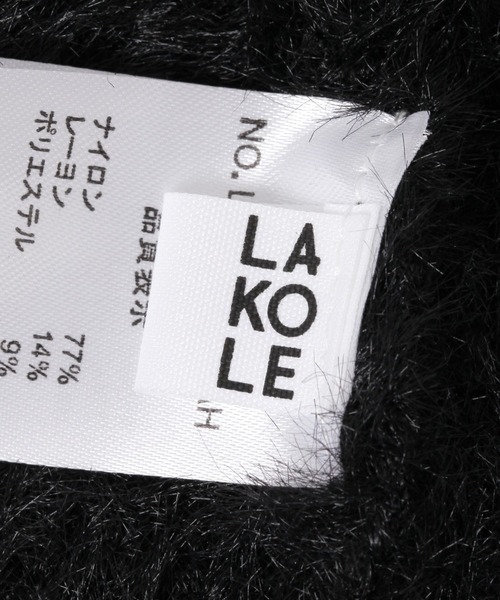 LA
KO
LE
NO. L
H
品質表示
ナイロン 77%
レーヨン 14%
ポリエステル 9%